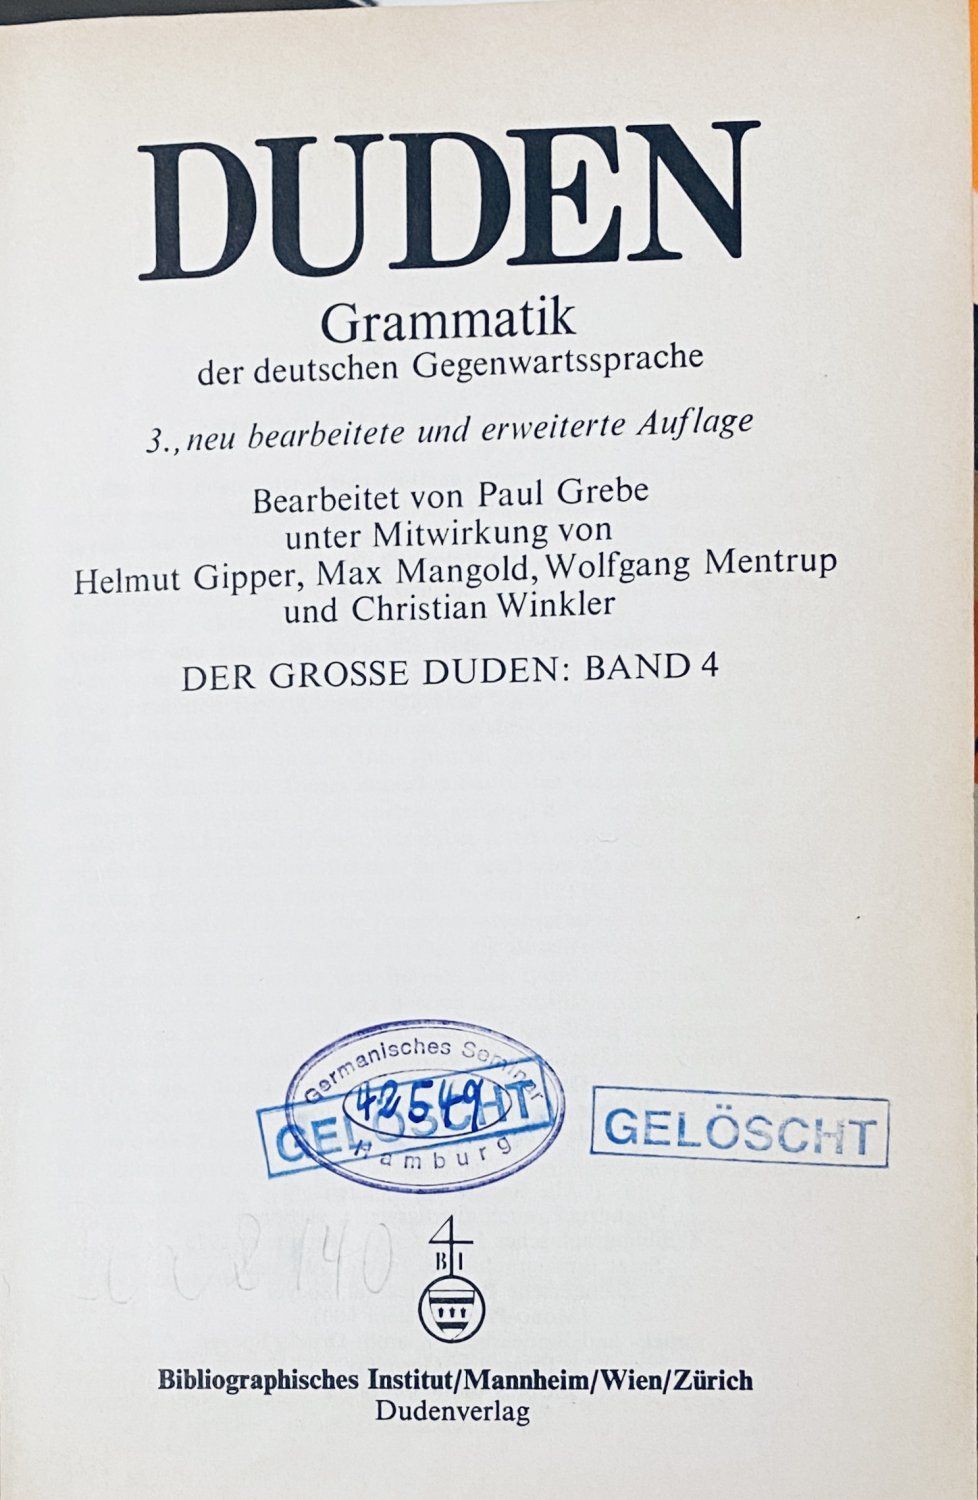 DUDEN
Grammatik
der deutschen Gegenwartssprache
3., neu bearbeitete und erweiterte Auflage
Bearbeitet von Paul Grebe
unter Mitwirkung von
Helmut Gipper, Max Mangold, Wolfgang Mentrup
und Christian Winkler
DER GROSSE DUDEN: BAND 4
Germanisches Seminar
42549
Hamburg
GELÖSCHT
GELÖSCHT
B I
Bibliographisches Institut/Mannheim/Wien/Zürich
Dudenverlag